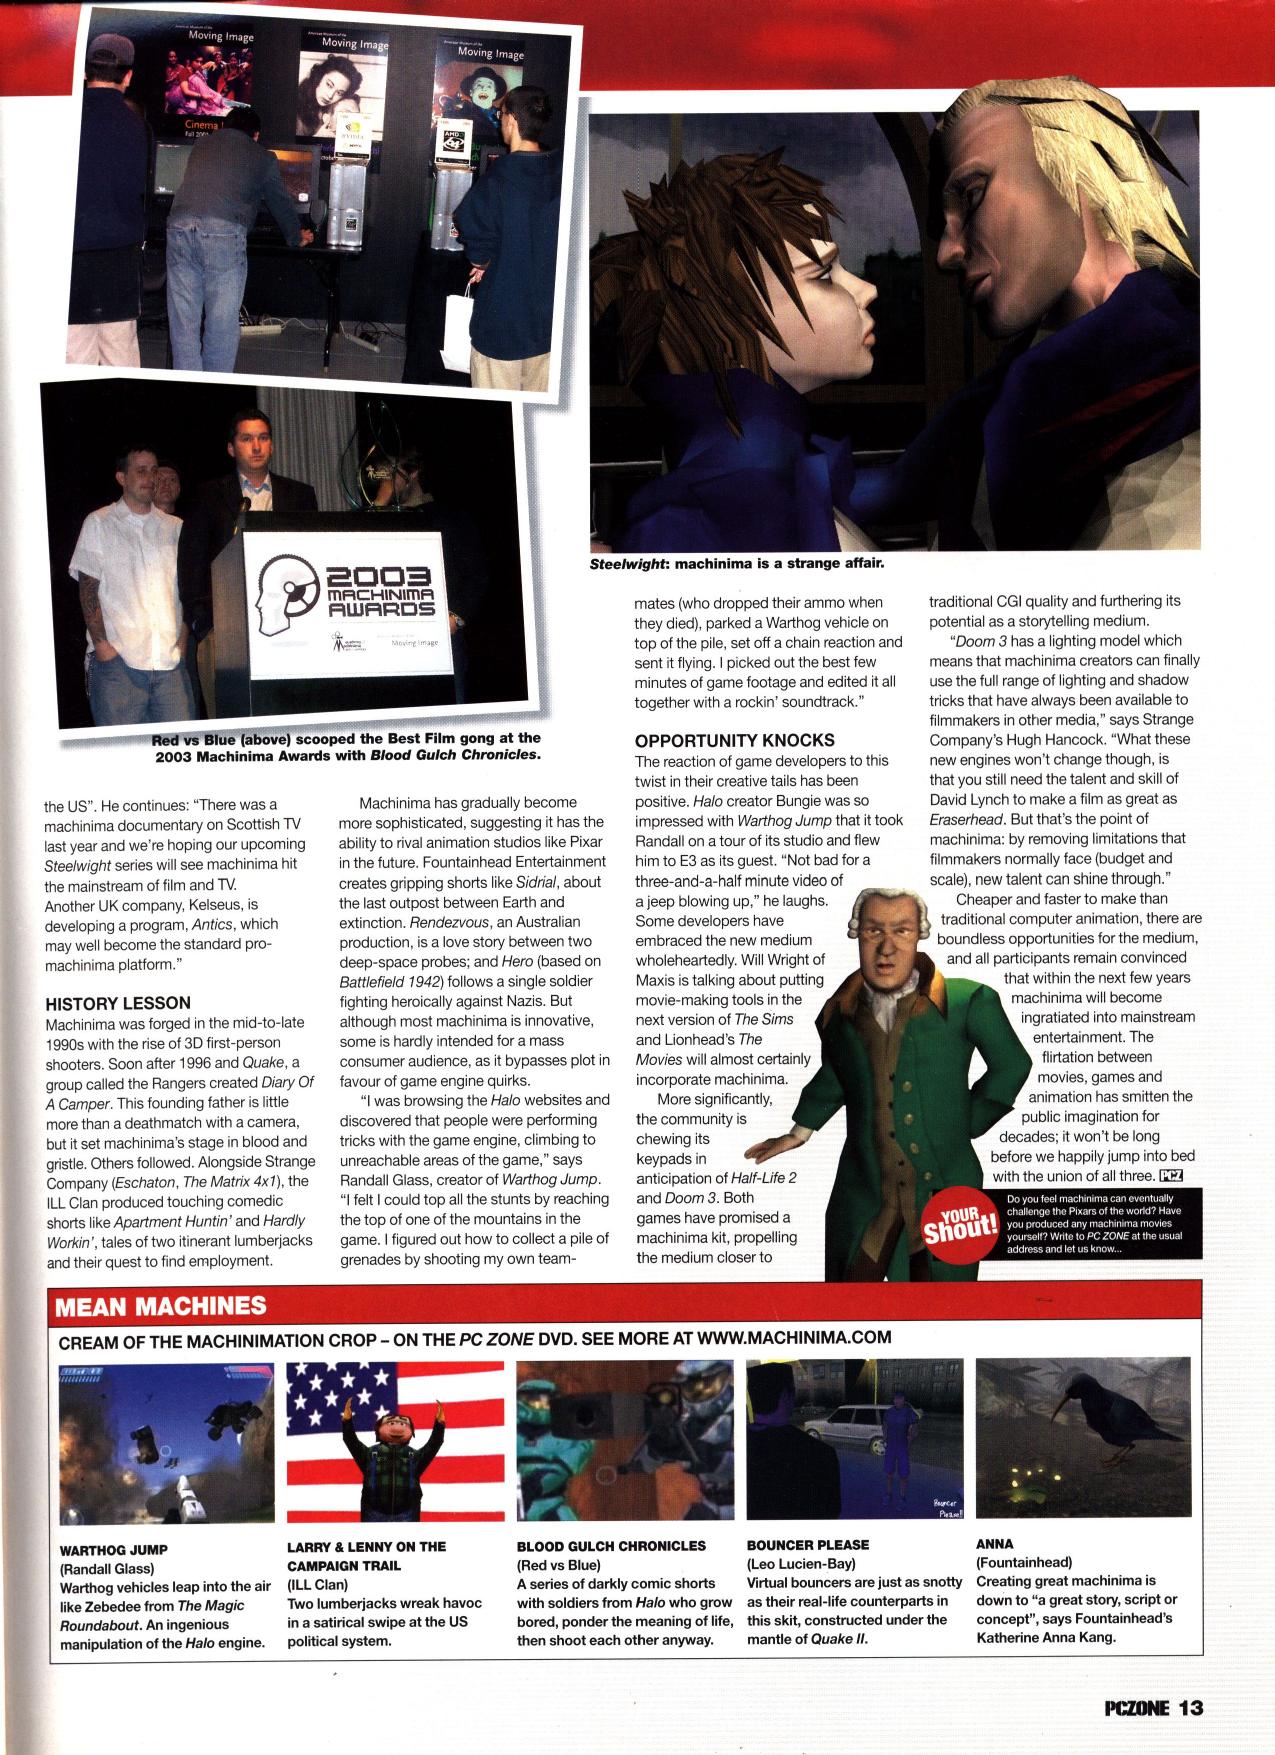 American Museum of the
Moving Image
American Museum of the
Moving Image
American Museum of the
Moving Image
Cinema
Fall 2003
AMD
2003
MACHINIMA
AWARDS
Moving Image
Red vs Blue (above) scooped the Best Film gong at the
2003 Machinima Awards with Blood Gulch Chronicles.
Steelwight: machinima is a strange affair.
the US”. He continues: “There was a
machinima documentary on Scottish TV
last year and we’re hoping our upcoming
Steelwight series will see machinima hit
the mainstream of film and TV.
Another UK company, Kelseus, is
developing a program, Antics, which
may well become the standard pro-
machinima platform.”
HISTORY LESSON
Machinima was forged in the mid-to-late
1990s with the rise of 3D first-person
shooters. Soon after 1996 and Quake, a
group called the Rangers created Diary Of
A Camper. This founding father is little
more than a deathmatch with a camera,
but it set machinima’s stage in blood and
gristle. Others followed. Alongside Strange
Company (Eschaton, The Matrix 4x1), the
ILL Clan produced touching comedic
shorts like Apartment Huntin’ and Hardly
Workin’, tales of two itinerant lumberjacks
and their quest to find employment.
Machinima has gradually become
more sophisticated, suggesting it has the
ability to rival animation studios like Pixar
in the future. Fountainhead Entertainment
creates gripping shorts like Sidrial, about
the last outpost between Earth and
extinction. Rendezvous, an Australian
production, is a love story between two
deep-space probes; and Hero (based on
Battlefield 1942) follows a single soldier
fighting heroically against Nazis. But
although most machinima is innovative,
some is hardly intended for a mass
consumer audience, as it bypasses plot in
favour of game engine quirks.
“I was browsing the Halo websites and
discovered that people were performing
tricks with the game engine, climbing to
unreachable areas of the game,” says
Randall Glass, creator of Warthog Jump.
“I felt I could top all the stunts by reaching
the top of one of the mountains in the
game. I figured out how to collect a pile of
grenades by shooting my own team-
mates (who dropped their ammo when
they died), parked a Warthog vehicle on
top of the pile, set off a chain reaction and
sent it flying. I picked out the best few
minutes of game footage and edited it all
together with a rockin’ soundtrack.”
OPPORTUNITY KNOCKS
The reaction of game developers to this
twist in their creative tails has been
positive. Halo creator Bungie was so
impressed with Warthog Jump that it took
Randall on a tour of its studio and flew
him to E3 as its guest. “Not bad for a
three-and-a-half minute video of
a jeep blowing up,” he laughs.
Some developers have
embraced the new medium
wholeheartedly. Will Wright of
Maxis is talking about putting
movie-making tools in the
next version of The Sims
and Lionhead’s The
Movies will almost certainly
incorporate machinima.
More significantly,
the community is
chewing its
keypads in
anticipation of Half-Life 2
and Doom 3. Both
games have promised a
machinima kit, propelling
the medium closer to
traditional CGI quality and furthering its
potential as a storytelling medium.
“Doom 3 has a lighting model which
means that machinima creators can finally
use the full range of lighting and shadow
tricks that have always been available to
filmmakers in other media,” says Strange
Company’s Hugh Hancock. “What these
new engines won’t change though, is
that you still need the talent and skill of
David Lynch to make a film as great as
Eraserhead. But that’s the point of
machinima: by removing limitations that
filmmakers normally face (budget and
scale), new talent can shine through.”
Cheaper and faster to make than
traditional computer animation, there are
boundless opportunities for the medium,
and all participants remain convinced
that within the next few years
machinima will become
ingratiated into mainstream
entertainment. The
flirtation between
movies, games and
animation has smitten the
public imagination for
decades; it won’t be long
before we happily jump into bed
with the union of all three. PCZ
YOUR
Shout!
Do you feel machinima can eventually
challenge the Pixars of the world? Have
you produced any machinima movies
yourself? Write to PC ZONE at the usual
address and let us know...
MEAN MACHINES
CREAM OF THE MACHINIMATION CROP – ON THE PC ZONE DVD. SEE MORE AT WWW.MACHINIMA.COM
WARTHOG JUMP
(Randall Glass)
Warthog vehicles leap into the air
like Zebedee from The Magic
Roundabout. An ingenious
manipulation of the Halo engine.
LARRY & LENNY ON THE
CAMPAIGN TRAIL
(ILL Clan)
Two lumberjacks wreak havoc
in a satirical swipe at the US
political system.
BLOOD GULCH CHRONICLES
(Red vs Blue)
A series of darkly comic shorts
with soldiers from Halo who grow
bored, ponder the meaning of life,
then shoot each other anyway.
Bouncer
Please!!
BOUNCER PLEASE
(Leo Lucien-Bay)
Virtual bouncers are just as snotty
as their real-life counterparts in
this skit, constructed under the
mantle of Quake II.
ANNA
(Fountainhead)
Creating great machinima is
down to “a great story, script or
concept”, says Fountainhead’s
Katherine Anna Kang.
PCZONE 13